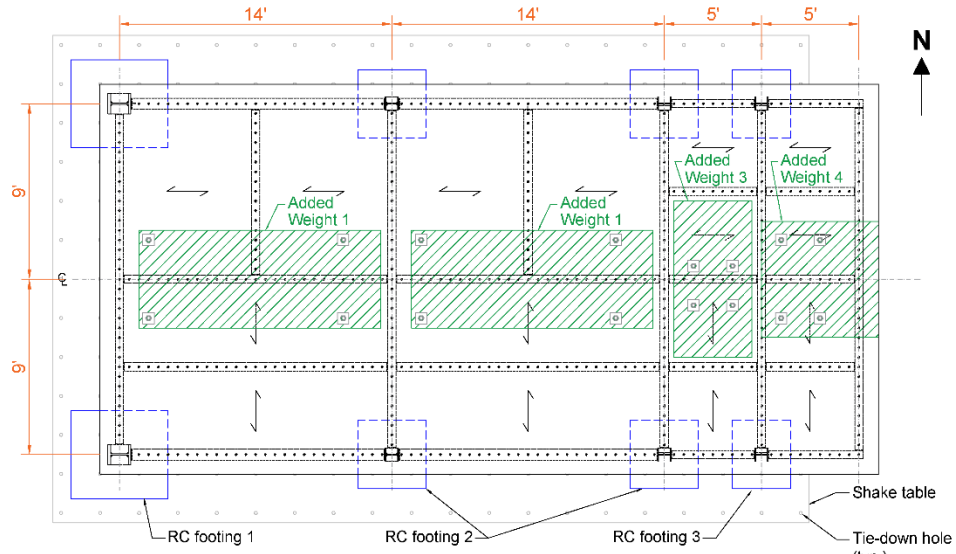 14'
14'
5'
5'
N
9'
9'
Added
Weight 3
Added
Weight 4
Added
Weight 1
Added
Weight 1
℄
Shake table
RC footing 1
RC footing 2
RC footing 3
Tie-down hole